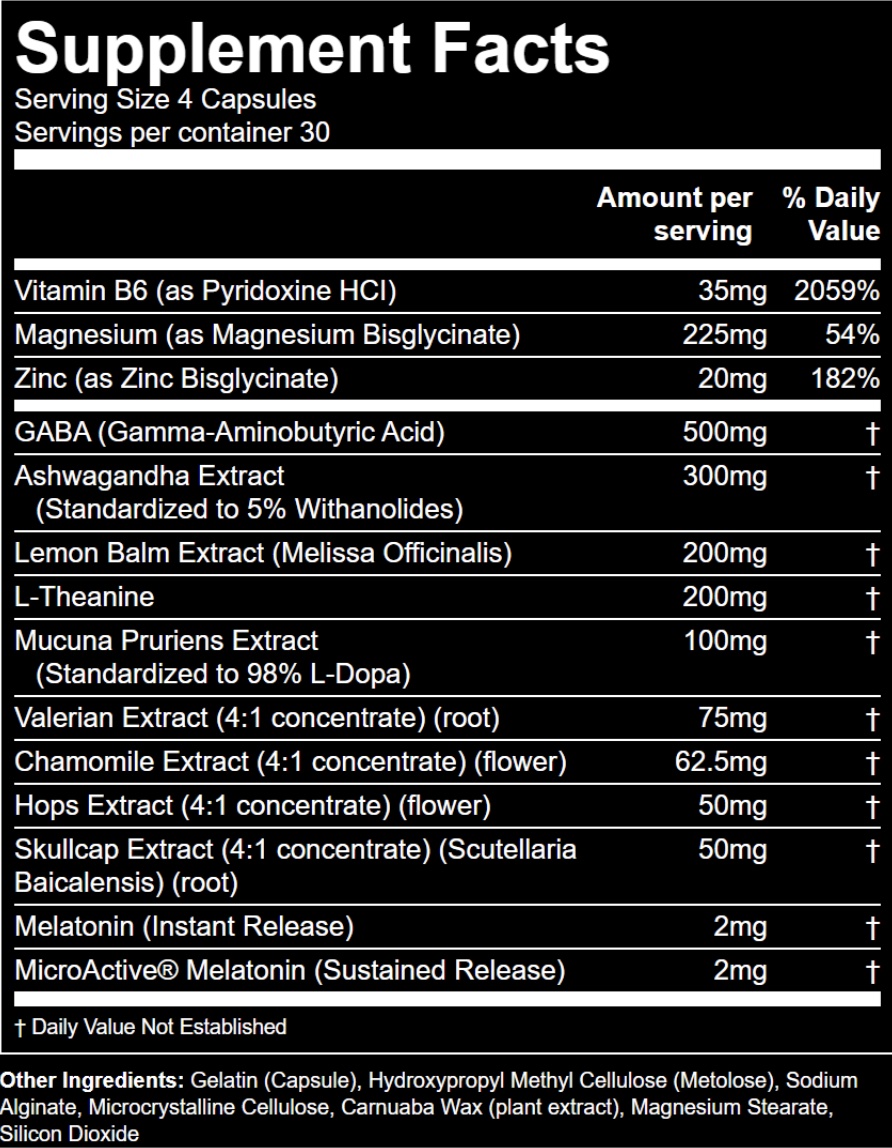 Supplement Facts
Serving Size 4 Capsules
Servings per container 30
Amount per % Daily
serving Value
Vitamin B6 (as Pyridoxine HCI) 35mg 2059%
Magnesium (as Magnesium Bisglycinate) 225mg 54%
Zinc (as Zinc Bisglycinate) 20mg 182%
GABA (Gamma-Aminobutyric Acid) 500mg †
Ashwagandha Extract 300mg †
(Standardized to 5% Withanolides)
Lemon Balm Extract (Melissa Officinalis) 200mg †
L-Theanine 200mg †
Mucuna Pruriens Extract 100mg †
(Standardized to 98% L-Dopa)
Valerian Extract (4:1 concentrate) (root) 75mg †
Chamomile Extract (4:1 concentrate) (flower) 62.5mg †
Hops Extract (4:1 concentrate) (flower) 50mg †
Skullcap Extract (4:1 concentrate) (Scutellaria 50mg †
Baicalensis) (root)
Melatonin (Instant Release) 2mg †
MicroActive® Melatonin (Sustained Release) 2mg †
† Daily Value Not Established
Other Ingredients: Gelatin (Capsule), Hydroxypropyl Methyl Cellulose (Metolose), Sodium
Alginate, Microcrystalline Cellulose, Carnuaba Wax (plant extract), Magnesium Stearate,
Silicon Dioxide